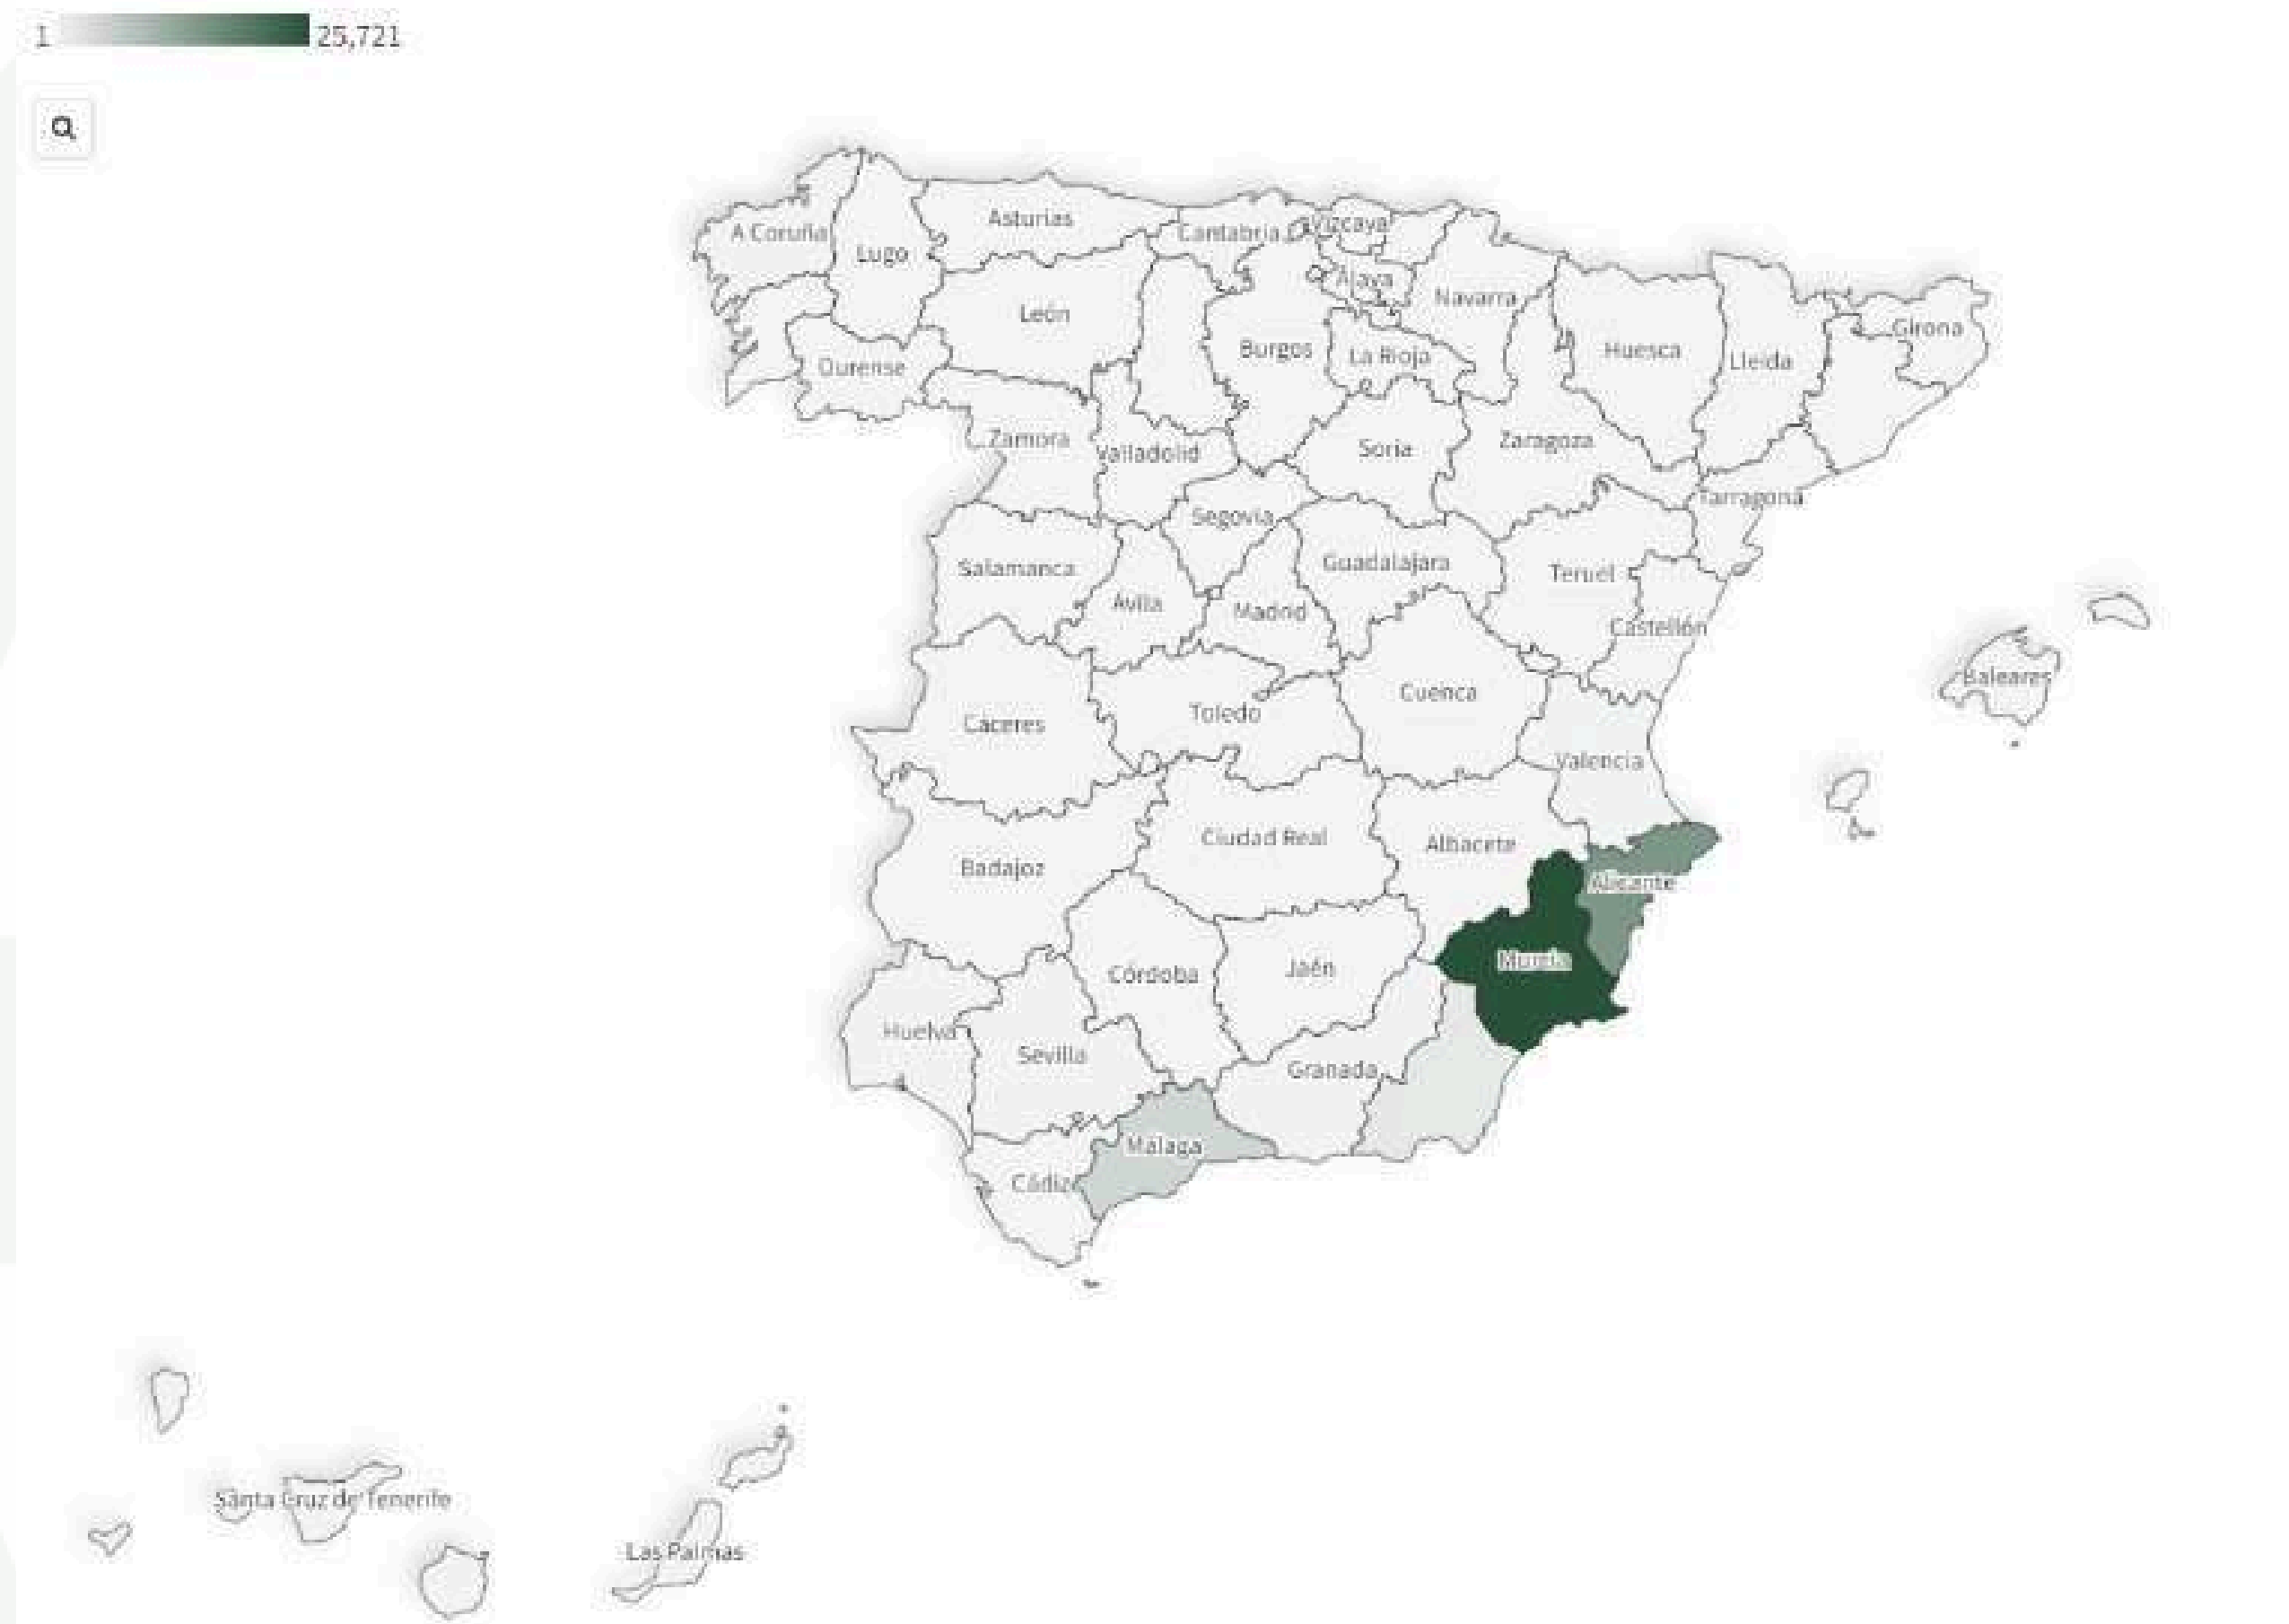 1 25,721
Asturias
A Coruña
Cantabria
Vizcaya
Lugo
Álava
Navarra
León
Girona
Burgos
La Rioja
Huesca
Lleida
Ourense
Zamora
Valladolid
Soria
Zaragoza
Tarragona
Segovia
Salamanca
Guadalajara
Teruel
Ávila
Madrid
Castellón
Baleares
Cuenca
Toledo
Cáceres
Valencia
Ciudad Real
Albacete
Badajoz
Alicante
Murcia
Córdoba
Jaén
Huelva
Sevilla
Granada
Málaga
Cádiz
Santa Cruz de Tenerife
Las Palmas